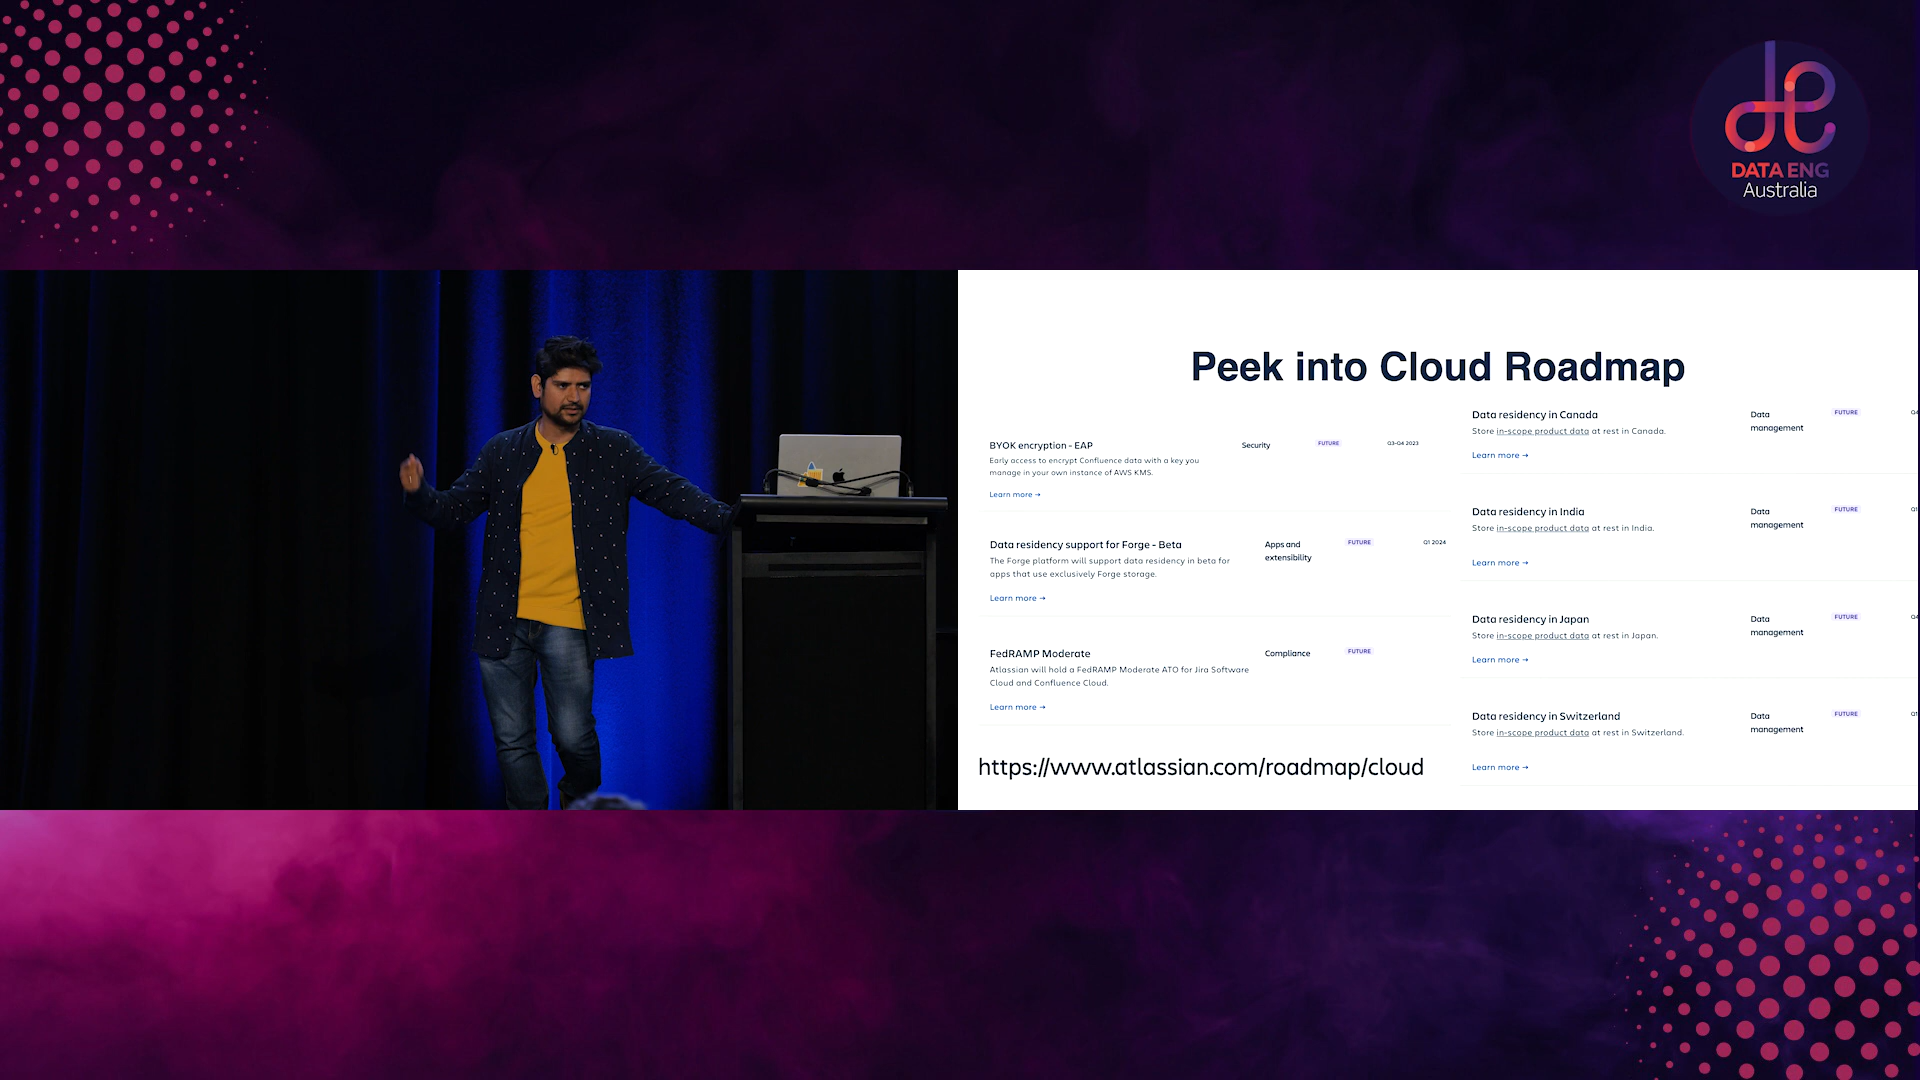 DATA ENG
Australia
Peek into Cloud Roadmap
BYOK encryption - EAP
Security
FUTURE
Q3-Q4 2023
Early access to encrypt Confluence data with a key you
manage in your own instance of AWS KMS.
Learn more →
Data residency support for Forge - Beta
Apps and
extensibility
FUTURE
Q1 2024
The Forge platform will support data residency in beta for
apps that use exclusively Forge storage.
Learn more →
FedRAMP Moderate
Compliance
FUTURE
Atlassian will hold a FedRAMP Moderate ATO for Jira Software
Cloud and Confluence Cloud.
Learn more →
https://www.atlassian.com/roadmap/cloud
Data residency in Canada
Data
management
FUTURE
Store in-scope product data at rest in Canada.
Learn more →
Data residency in India
Data
management
FUTURE
Store in-scope product data at rest in India.
Learn more →
Data residency in Japan
Data
management
FUTURE
Store in-scope product data at rest in Japan.
Learn more →
Data residency in Switzerland
Data
management
FUTURE
Store in-scope product data at rest in Switzerland.
Learn more →